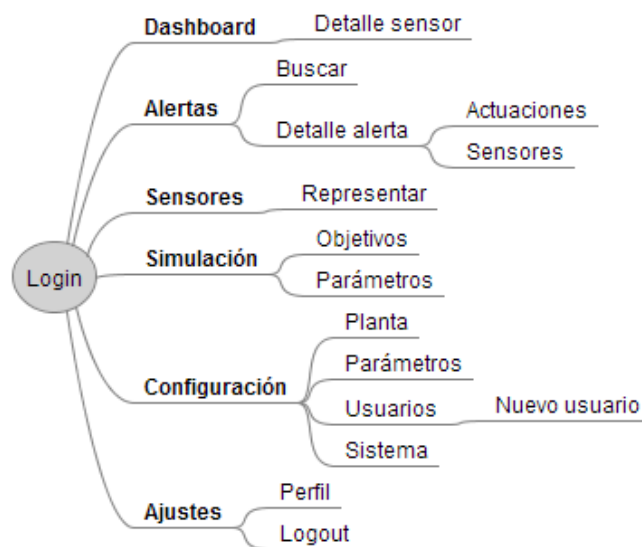 Login
Dashboard
Detalle sensor
Alertas
Buscar
Detalle alerta
Actuaciones
Sensores
Sensores
Representar
Simulación
Objetivos
Parámetros
Configuración
Planta
Parámetros
Usuarios
Nuevo usuario
Sistema
Ajustes
Perfil
Logout